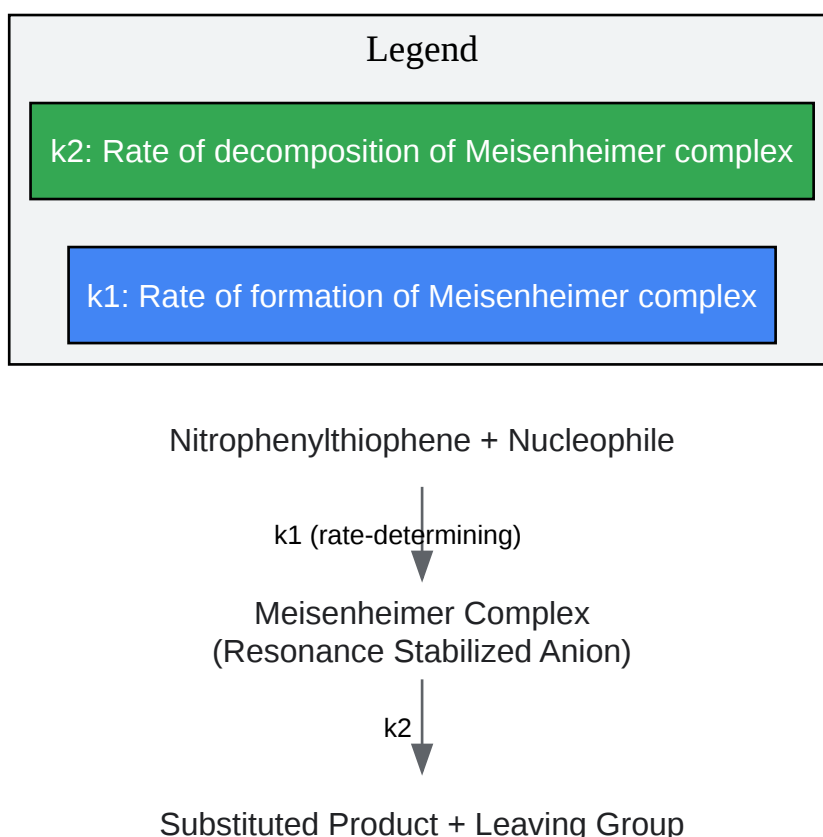 Legend
k2: Rate of decomposition of Meisenheimer complex
k1: Rate of formation of Meisenheimer complex
Nitrophenylthiophene + Nucleophile
k1 (rate-determining)
Meisenheimer Complex
(Resonance Stabilized Anion)
k2
Substituted Product + Leaving Group